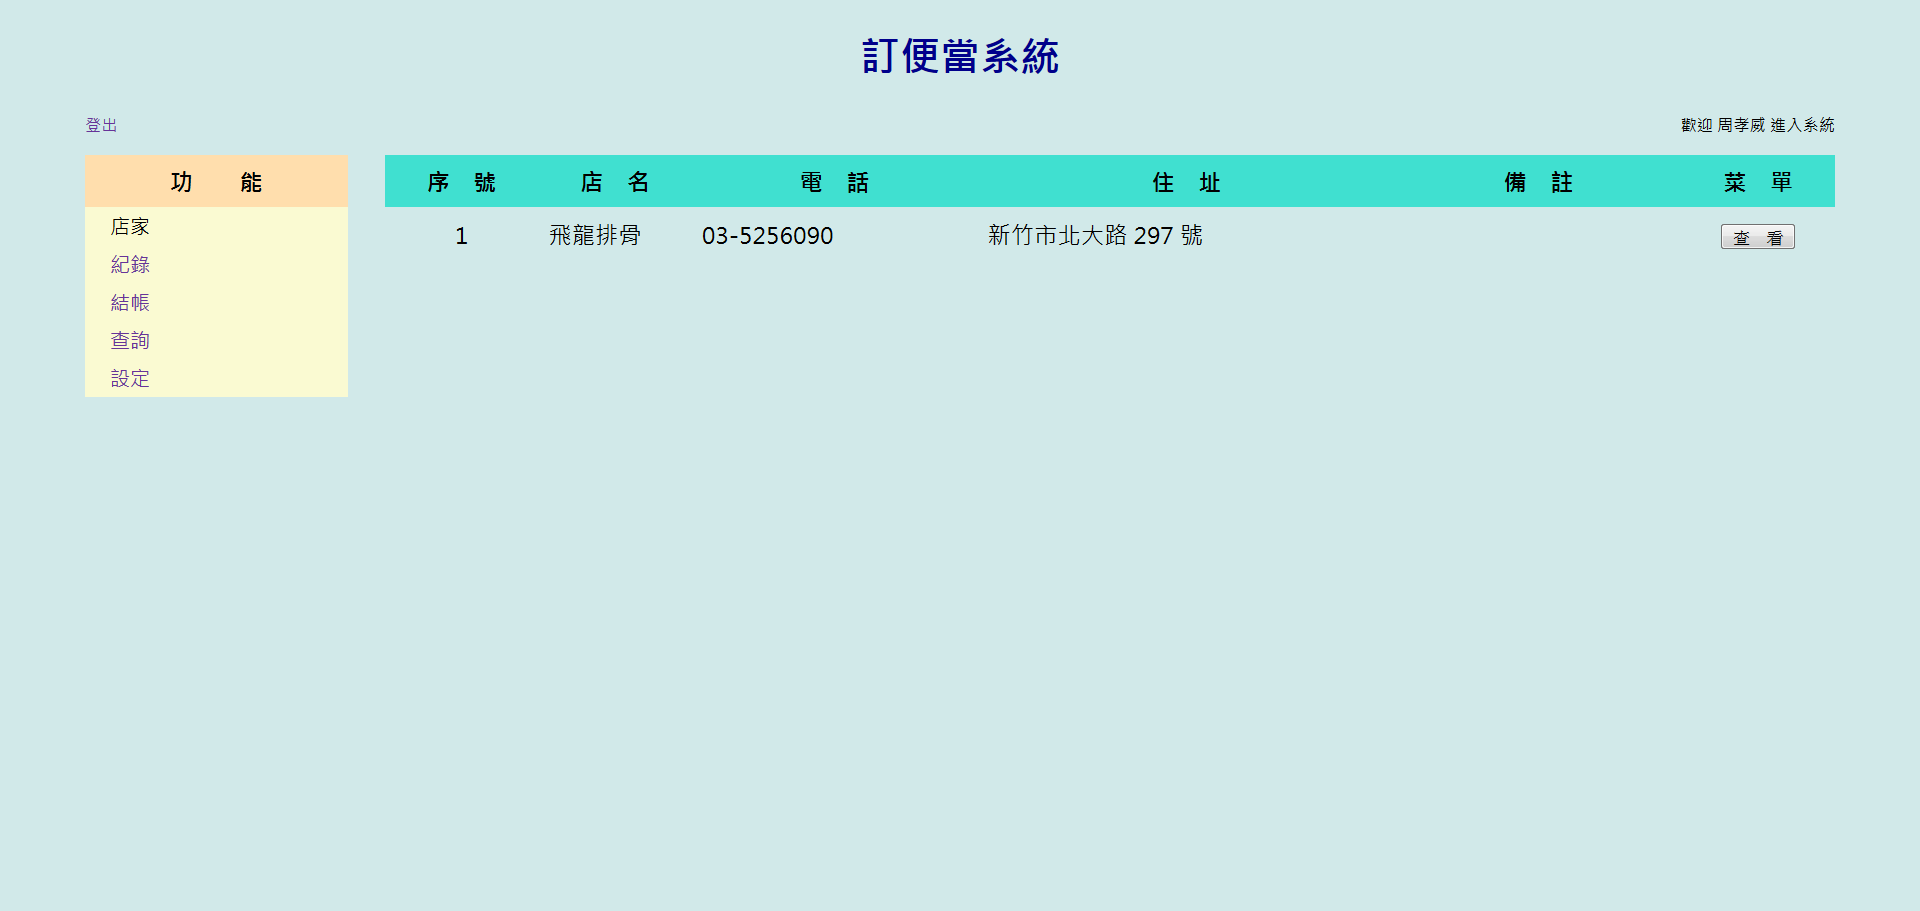 訂便當系統
登出
歡迎 周孝威 進入系統
功 能
店家
紀錄
結帳
查詢
設定
序 號 店 名 電 話 住 址 備 註 菜 單
1 飛龍排骨 03-5256090 新竹市北大路 297 號 查 看